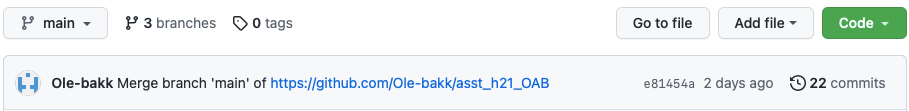 main 3 branches 0 tags Go to file Add file Code
Ole-bakk Merge branch 'main' of https://github.com/Ole-bakk/asst_h21_OAB e81454a 2 days ago 22 commits